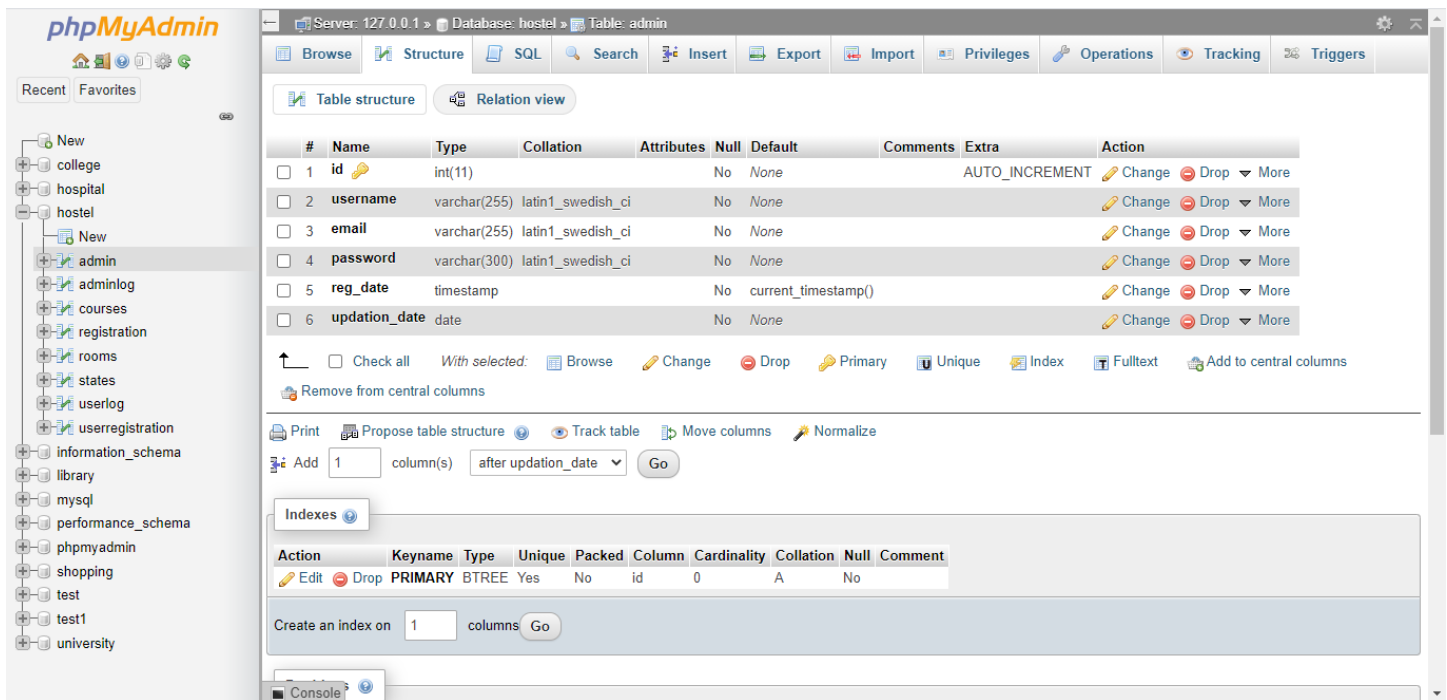 phpMyAdmin
Recent Favorites
New
college
hospital
hostel
New
admin
adminlog
courses
registration
rooms
states
userlog
userregistration
information_schema
library
mysql
performance_schema
phpmyadmin
shopping
test
test1
university
Server: 127.0.0.1 » Database: hostel » Table: admin
Browse Structure SQL Search Insert Export Import Privileges Operations Tracking Triggers
Table structure Relation view
# Name Type Collation Attributes Null Default Comments Extra Action
1 id int(11) No None AUTO_INCREMENT Change Drop More
2 username varchar(255) latin1_swedish_ci No None Change Drop More
3 email varchar(255) latin1_swedish_ci No None Change Drop More
4 password varchar(300) latin1_swedish_ci No None Change Drop More
5 reg_date timestamp No current_timestamp() Change Drop More
6 updation_date date No None Change Drop More
Check all With selected: Browse Change Drop Primary Unique Index Fulltext Add to central columns
Remove from central columns
Print Propose table structure Track table Move columns Normalize
Add 1 column(s) after updation_date Go
Indexes
Action Keyname Type Unique Packed Column Cardinality Collation Null Comment
Edit Drop PRIMARY BTREE Yes No id 0 A No
Create an index on 1 columns Go
Console